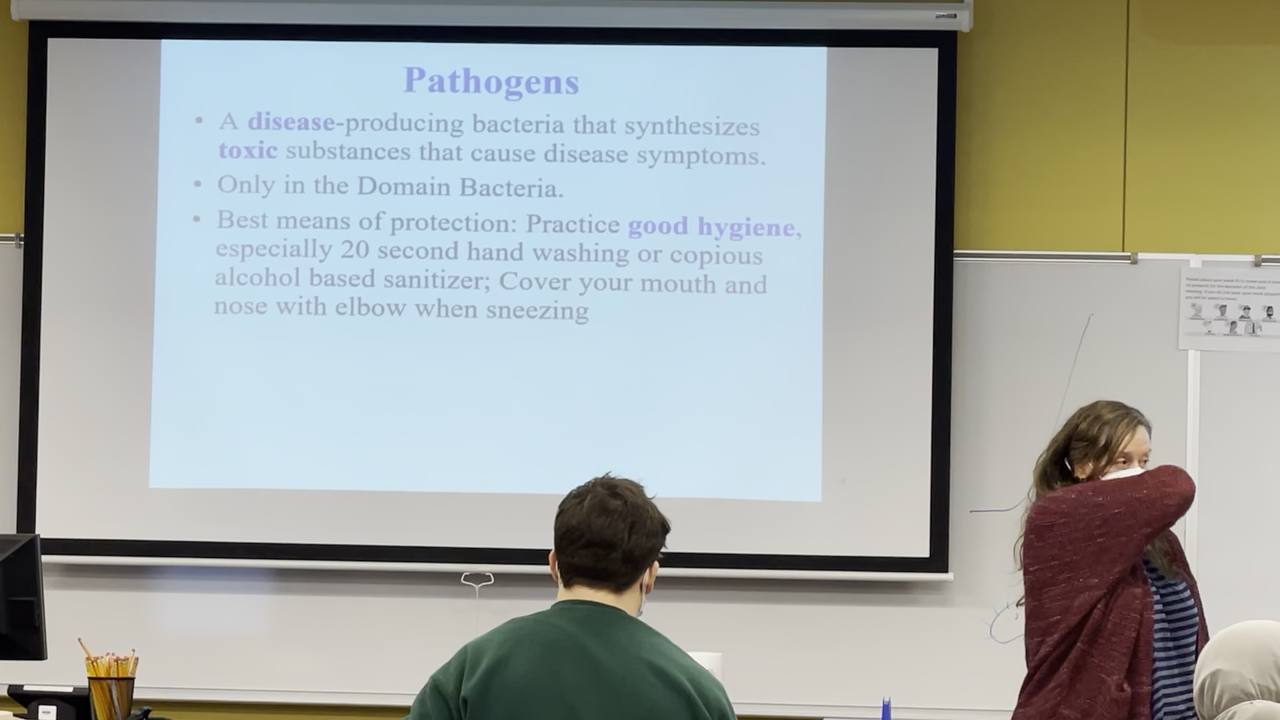 Pathogens
• A disease-producing bacteria that synthesizes
toxic substances that cause disease symptoms.
• Only in the Domain Bacteria.
• Best means of protection: Practice good hygiene,
especially 20 second hand washing or copious
alcohol based sanitizer; Cover your mouth and
nose with elbow when sneezing